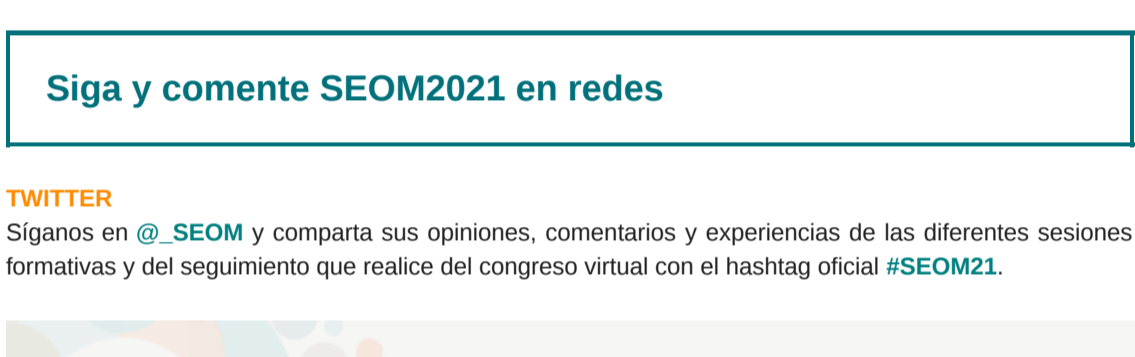 Siga y comente SEOM2021 en redes
TWITTER
Síganos en @_SEOM y comparta sus opiniones, comentarios y experiencias de las diferentes sesiones
formativas y del seguimiento que realice del congreso virtual con el hashtag oficial #SEOM21.